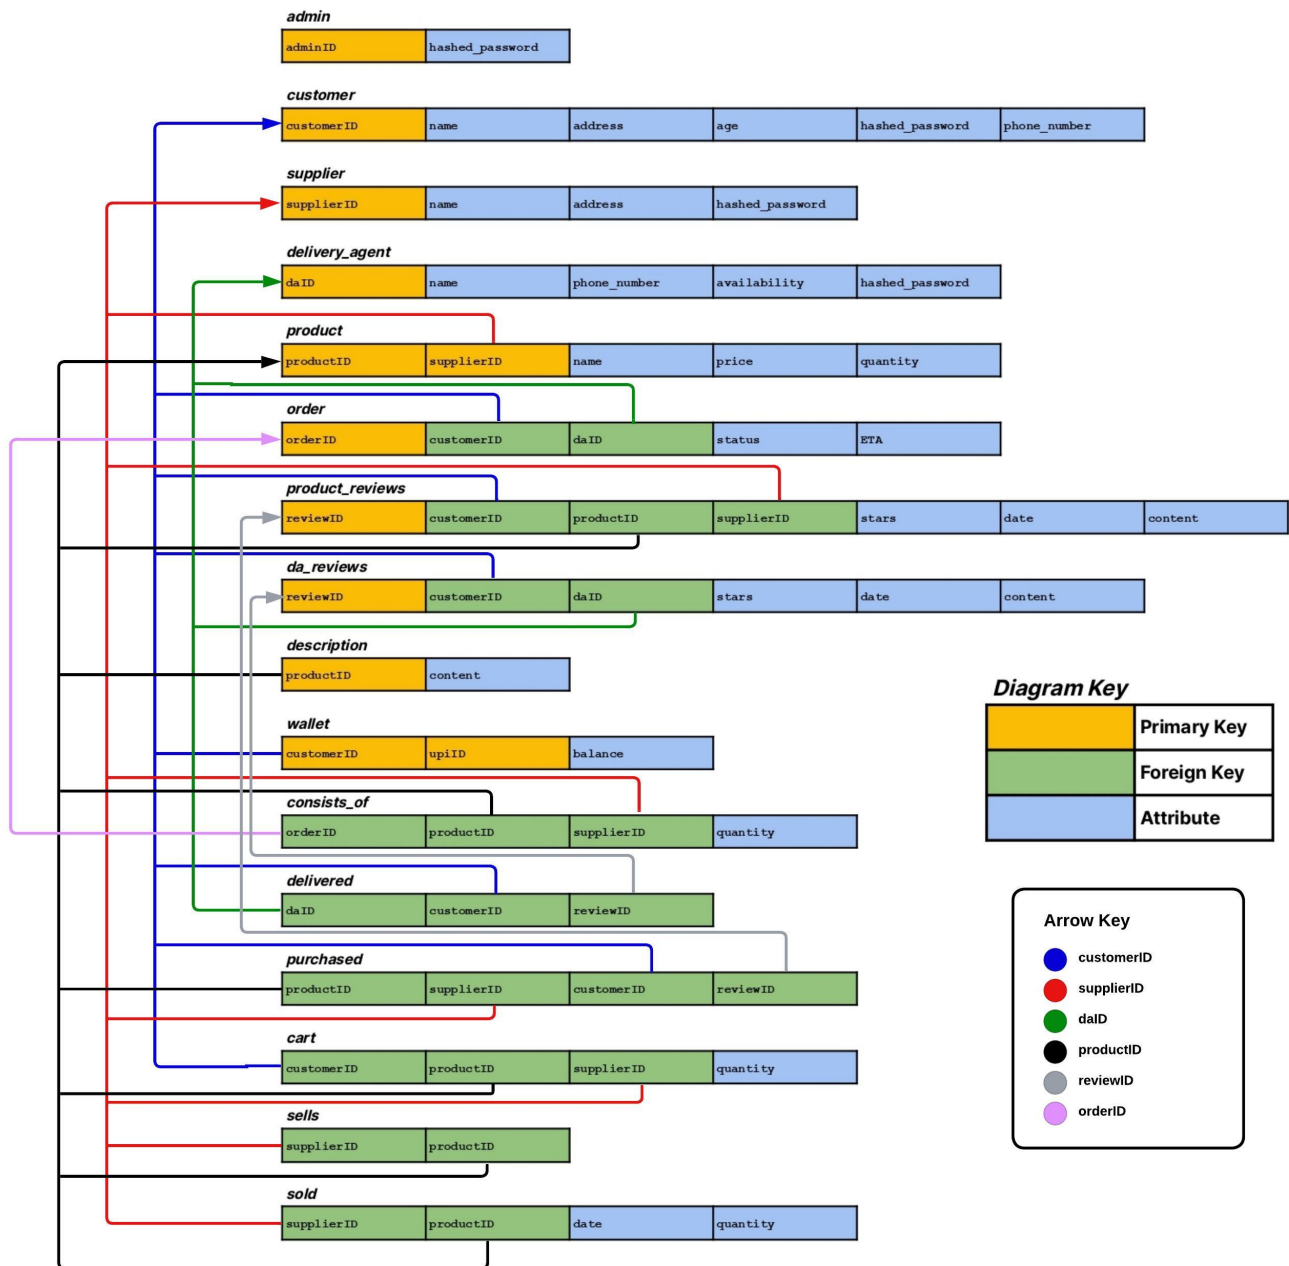 admin
adminID hashed_password
customer
customerID name address age hashed_password phone_number
supplier
supplierID name address hashed_password
delivery_agent
daID name phone_number availability hashed_password
product
productID supplierID name price quantity
order
orderID customerID daID status ETA
product_reviews
reviewID customerID productID supplierID stars date content
da_reviews
reviewID customerID daID stars date content
description
productID content
wallet
customerID upiID balance
consists_of
orderID productID supplierID quantity
delivered
daID customerID reviewID
purchased
productID supplierID customerID reviewID
cart
customerID productID supplierID quantity
sells
supplierID productID
sold
supplierID productID date quantity
Diagram Key
Primary Key
Foreign Key
Attribute
Arrow Key
customerID
supplierID
daID
productID
reviewID
orderID